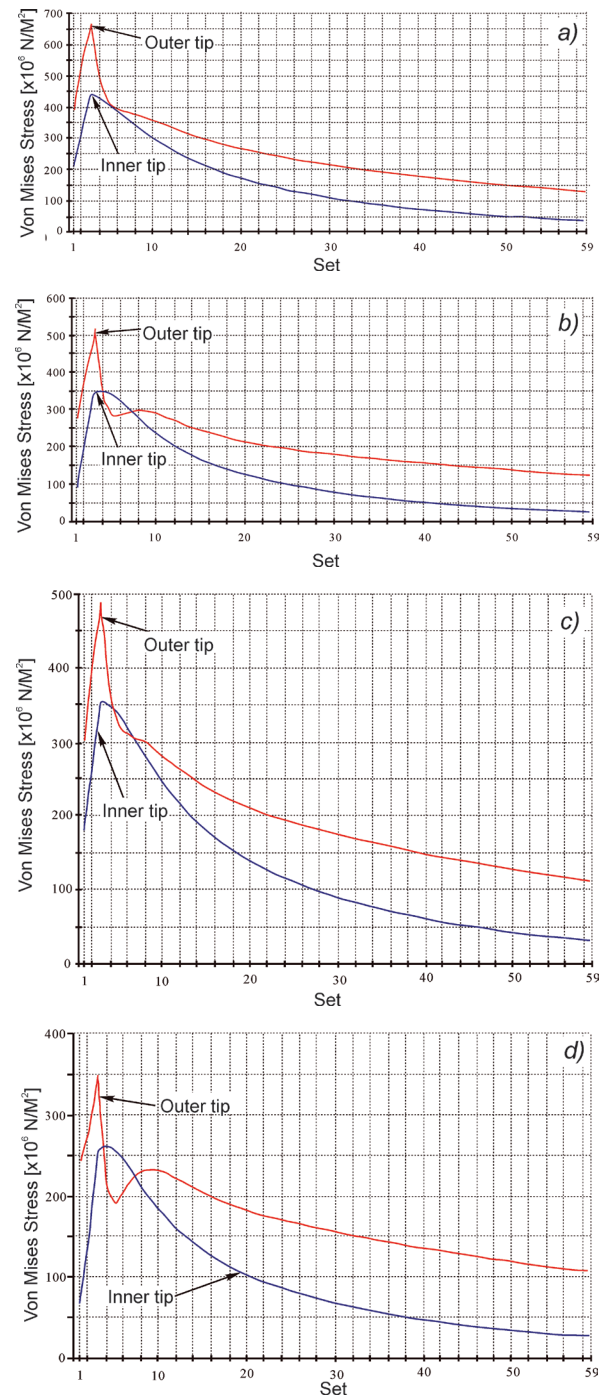 700
600
500
400
300
200
100
0
Von Mises Stress [x10⁶ N/M²]
a)
Outer tip
Inner tip
1 10 20 30 40 50 59
Set
600
500
400
300
200
100
0
Von Mises Stress [x10⁶ N/M²]
b)
Outer tip
Inner tip
1 10 20 30 40 50 59
Set
500
400
300
200
100
0
Von Mises Stress [x10⁶ N/M²]
c)
Outer tip
Inner tip
1 10 20 30 40 50 59
Set
400
300
200
100
0
Von Mises Stress [x10⁶ N/M²]
d)
Outer tip
Inner tip
1 10 20 30 40 50 59
Set